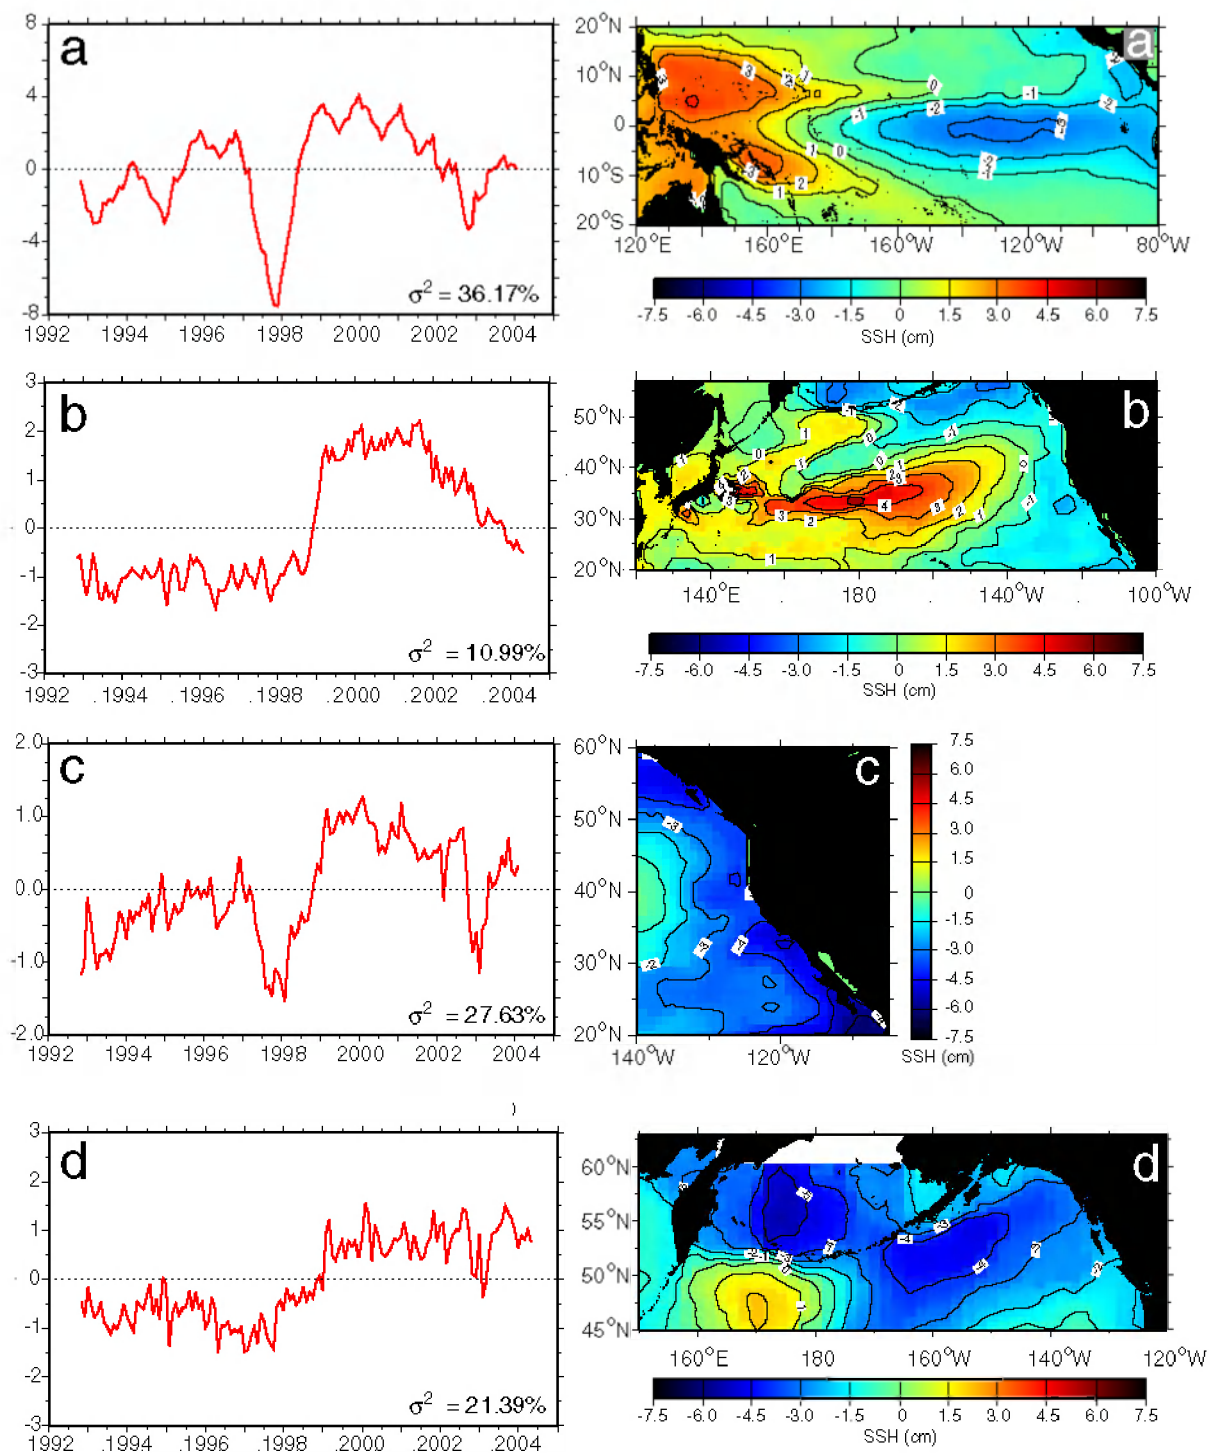 a
8
4
0
-4
-8
σ² = 36.17%
1992 1994 1996 1998 2000 2002 2004
a
20°N
10°N
0
10°S
20°S
120°E 160°E 160°W 120°W 80°W
-7.5 -6.0 -4.5 -3.0 -1.5 0 1.5 3.0 4.5 6.0 7.5
SSH (cm)
b
3
2
1
0
-1
-2
-3
σ² = 10.99%
1992 .1994 .1996 .1998 .2000 .2002 .2004
b
50°N
40°N
30°N
20°N
140°E 180 140°W 100°W
-7.5 -6.0 -4.5 -3.0 -1.5 0 1.5 3.0 4.5 6.0 7.5
SSH (cm)
c
2.0
1.0
0.0
-1.0
-2.0
σ² = 27.63%
1992 1994 1996 1998 2000 2002 2004
c
60°N
50°N
40°N
30°N
20°N
140°W 120°W
7.5
6.0
4.5
3.0
1.5
0
-1.5
-3.0
-4.5
-6.0
-7.5
SSH (cm)
d
3
2
1
0
-1
-2
-3
σ² = 21.39%
1992 .1994 .1996 .1998 .2000 .2002 .2004
d
60°N
55°N
50°N
45°N
160°E 180 160°W 140°W 120°W
-7.5 -6.0 -4.5 -3.0 -1.5 0 1.5 3.0 4.5 6.0 7.5
SSH (cm)